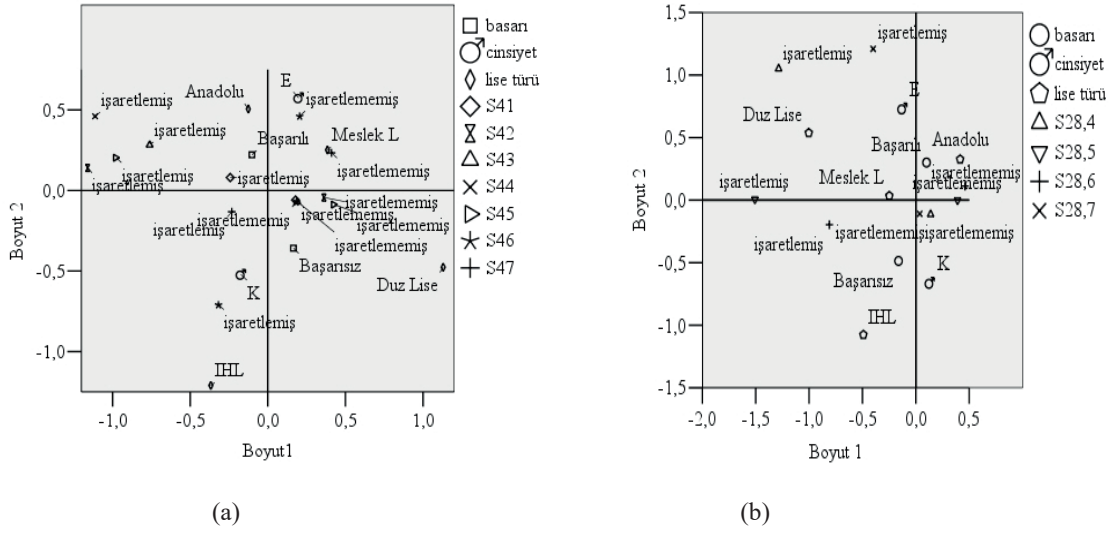 E
işaretlememiş
Anadolu
işaretlemiş
işaretlemiş
Başarılı
Meslek L
işaretlememiş
işaretlemiş
işaretlemiş
işaretlemiş
işaretlemiş
işaretlemiş
işaretlememiş
işaretlememiş
işaretlememiş
işaretlememiş
Başarısız
Duz Lise
K
işaretlemiş
IHL
0,5
0,0
-0,5
-1,0
Boyut 2
-1,0
-0,5
0,0
0,5
1,0
Boyut1
basarı
cinsiyet
lise türü
S41
S42
S43
S44
S45
S46
S47
(a)
işaretlemiş
işaretlemiş
E
Duz Lise
Başarılı
Anadolu
işaretlememiş
Meslek L
işaretlememiş
işaretlemiş
işaretlememiş
işaretlememiş
Başarısız
K
IHL
1,5
1,0
0,5
0,0
-0,5
-1,0
-1,5
Boyut 2
-2,0
-1,5
-1,0
-0,5
0,0
0,5
1,0
Boyut 1
basarı
cinsiyet
lise türü
S28,4
S28,5
S28,6
S28,7
(b)